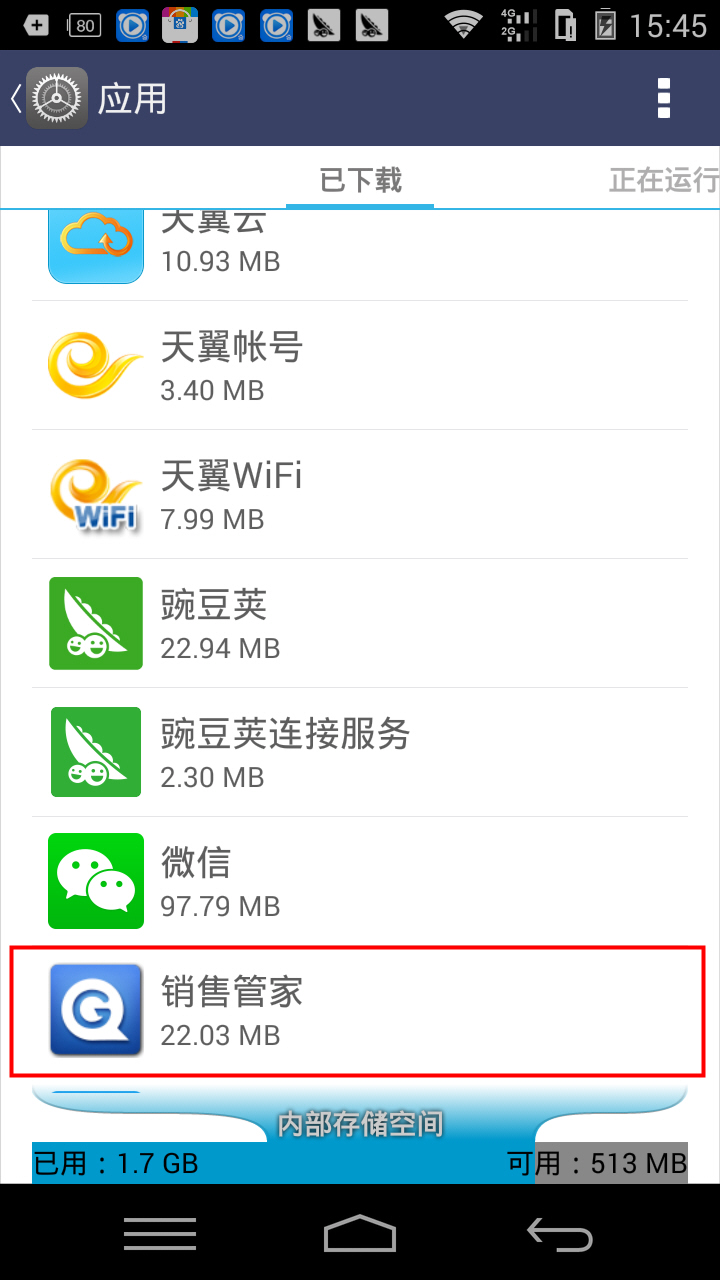 80
4G
2G
15:45
应用
已下载
正在运行
天翼云
10.93 MB
天翼帐号
3.40 MB
天翼WiFi
WiFi
7.99 MB
豌豆荚
22.94 MB
豌豆荚连接服务
2.30 MB
微信
97.79 MB
销售管家
22.03 MB
内部存储空间
已用：1.7 GB
可用：513 MB